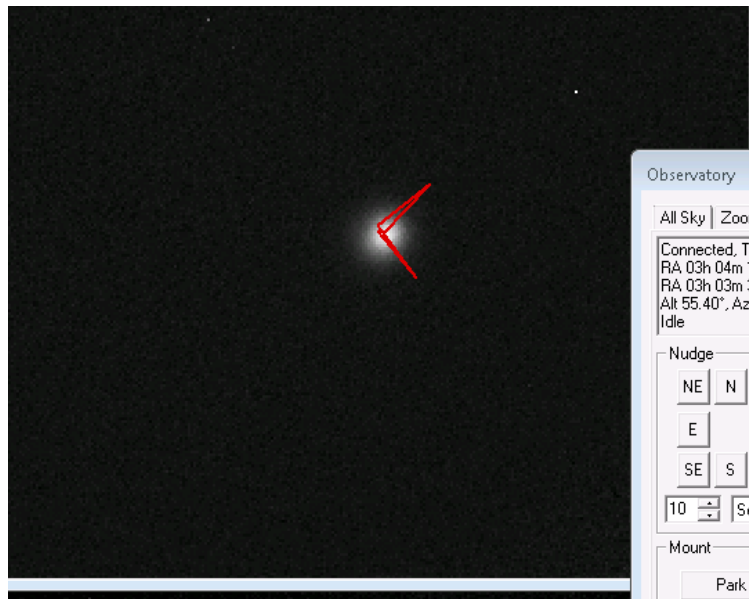 Observatory
All Sky
Connected,
RA 03h 04m
RA 03h 03m
Alt 55.40°, Az
Idle
Nudge
NE N
E
SE S
10
Mount
Park